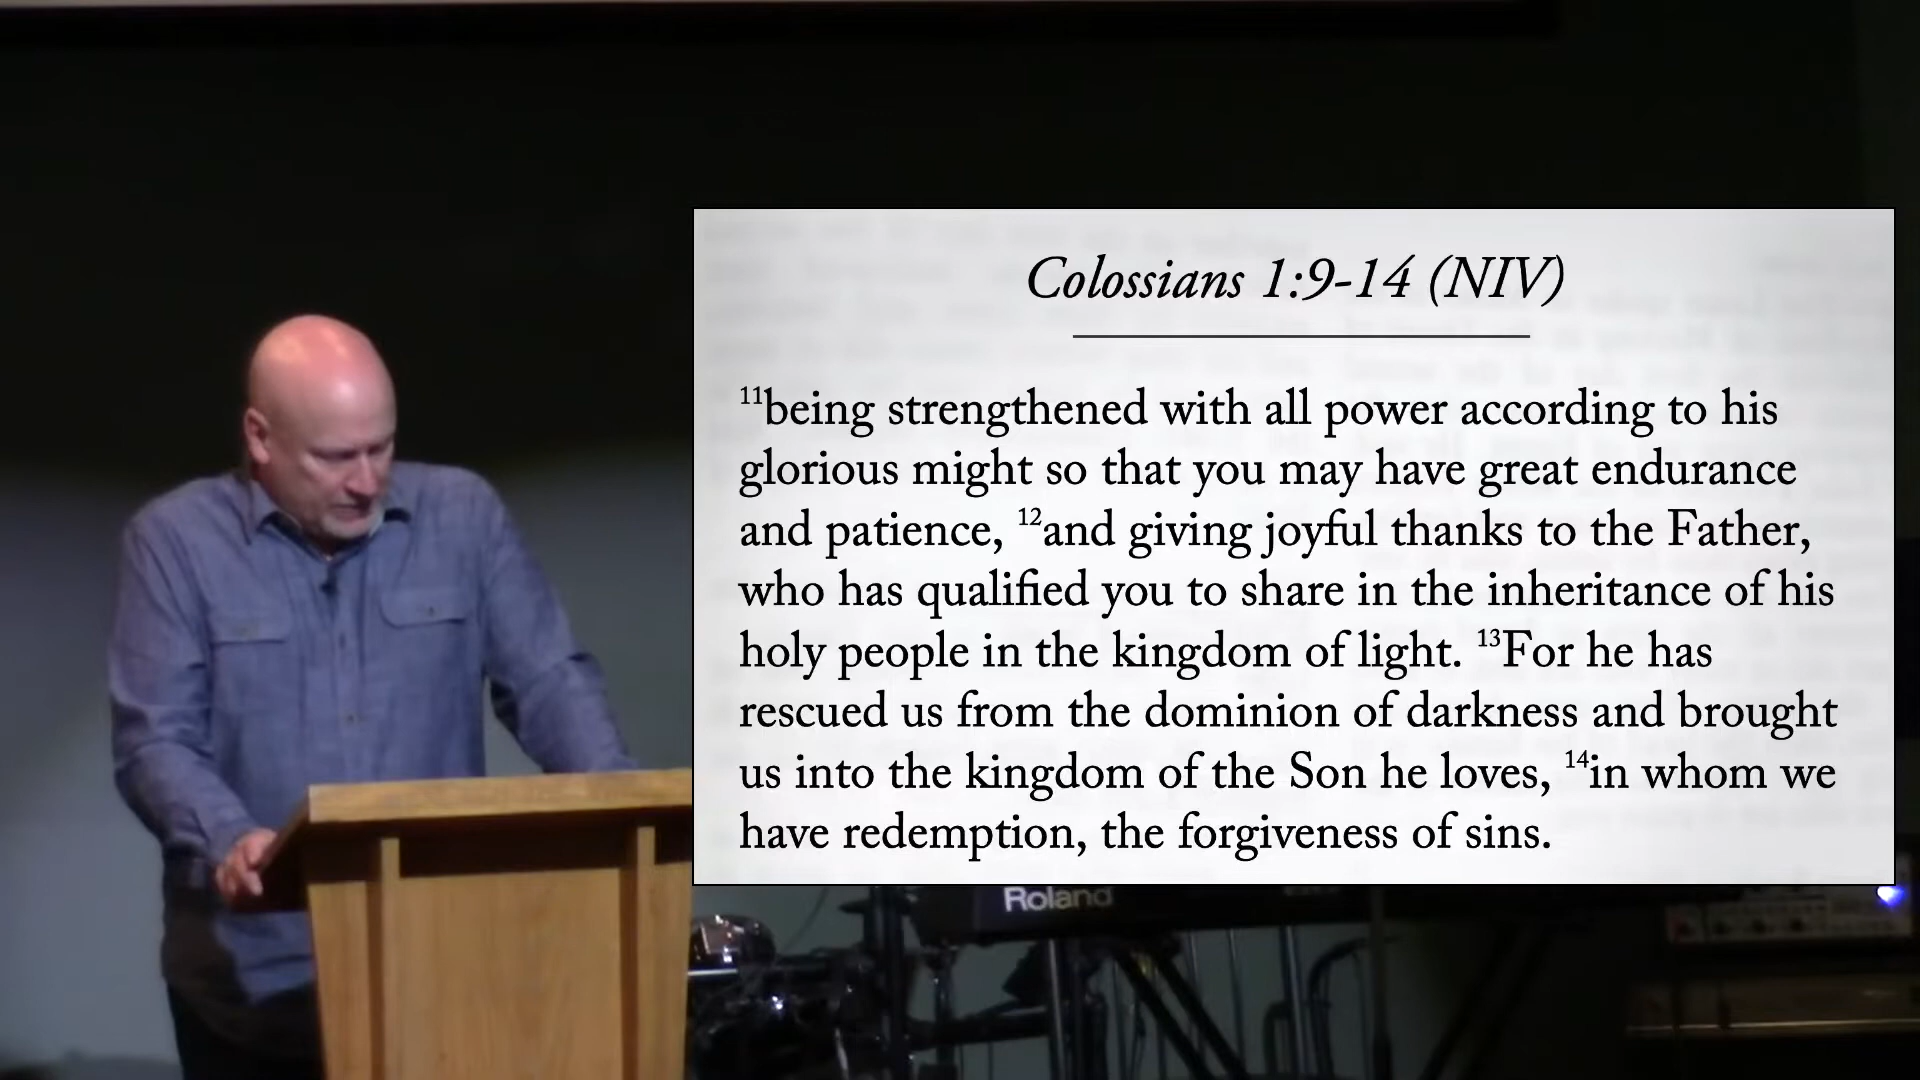 Colossians 1:9-14 (NIV)
¹¹being strengthened with all power according to his
glorious might so that you may have great endurance
and patience, ¹²and giving joyful thanks to the Father,
who has qualified you to share in the inheritance of his
holy people in the kingdom of light. ¹³For he has
rescued us from the dominion of darkness and brought
us into the kingdom of the Son he loves, ¹⁴in whom we
have redemption, the forgiveness of sins.
Roland